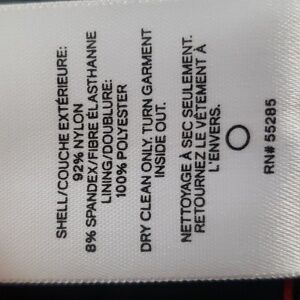 SHELL/COUCHE EXTÉRIEURE:
92% NYLON
8% SPANDEX/FIBRE ÉLASTHANNE
LINING/DOUBLURE:
100% POLYESTER
DRY CLEAN ONLY. TURN GARMENT
INSIDE OUT.
NETTOYAGE À SEC SEULEMENT.
RETOURNEZ LE VÊTEMENT À
L'ENVERS.
RN# 55285